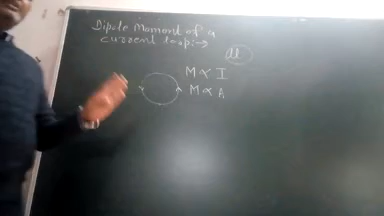 Dipole Moment of a
current loop:→
M ∝ I
M ∝ A